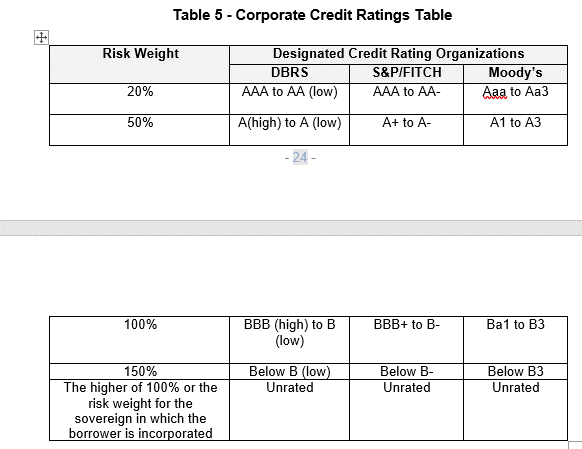 Table 5 - Corporate Credit Ratings Table
Risk Weight Designated Credit Rating Organizations
DBRS S&P/FITCH Moody's
20% AAA to AA (low) AAA to AA- Aaa to Aa3
50% A(high) to A (low) A+ to A- A1 to A3
- 24 -
100% BBB (high) to B (low) BBB+ to B- Ba1 to B3
150% Below B (low) Below B- Below B3
The higher of 100% or the risk weight for the sovereign in which the borrower is incorporated Unrated Unrated Unrated